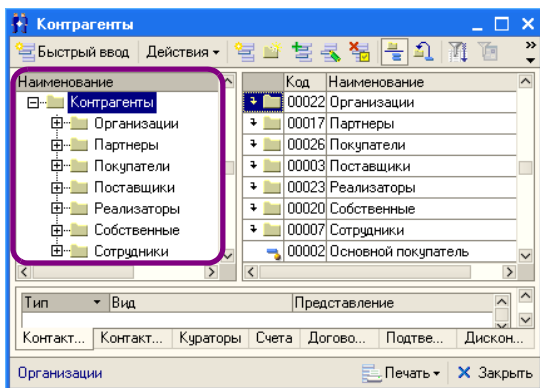 Контрагенты
Быстрый ввод Действия
Наименование
Контрагенты
Организации
Партнеры
Покупатели
Поставщики
Реализаторы
Собственные
Сотрудники
Код Наименование
00022 Организации
00017 Партнеры
00026 Покупатели
00003 Поставщики
00023 Реализаторы
00020 Собственные
00007 Сотрудники
00002 Основной покупатель
Тип Вид Представление
Контакт... Контакт... Кураторы Счета Догово... Подтве... Дискон...
Организации Печать Закрыть